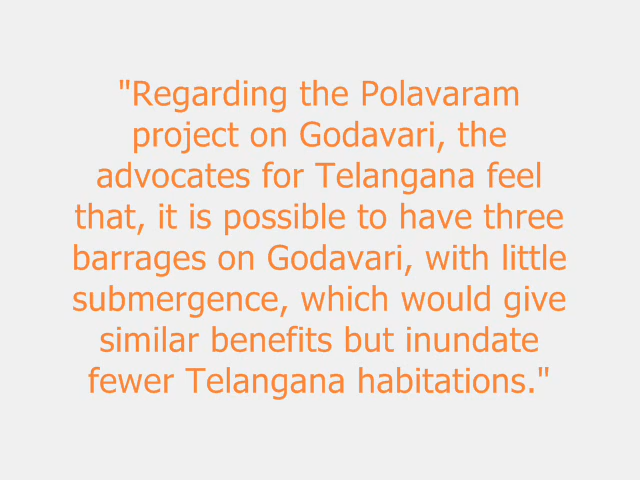 "Regarding the Polavaram
project on Godavari, the
advocates for Telangana feel
that, it is possible to have three
barrages on Godavari, with little
submergence, which would give
similar benefits but inundate
fewer Telangana habitations."